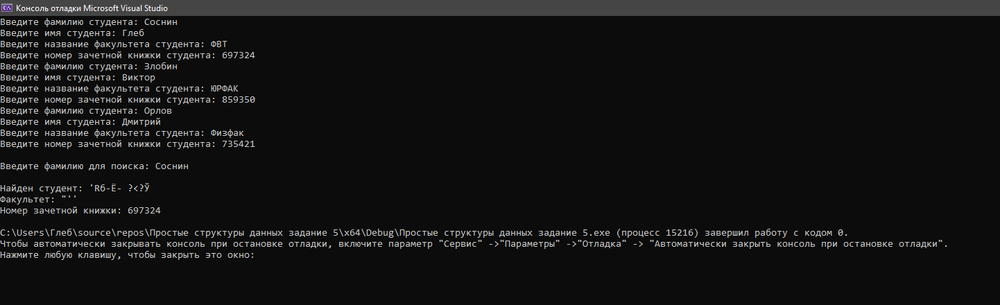 Консоль отладки Microsoft Visual Studio
Введите фамилию студента: Соснин
Введите имя студента: Глеб
Введите название факультета студента: ФВТ
Введите номер зачетной книжки студента: 697324
Введите фамилию студента: Злобин
Введите имя студента: Виктор
Введите название факультета студента: ЮРФАК
Введите номер зачетной книжки студента: 859350
Введите фамилию студента: Орлов
Введите имя студента: Дмитрий
Введите название факультета студента: Физфак
Введите номер зачетной книжки студента: 735421
Введите фамилию для поиска: Соснин
Найден студент: 'Rб-Ё- ?<?Ў
Факультет: "''
Номер зачетной книжки: 697324
C:\Users\Глеб\source\repos\Простые структуры данных задание 5\x64\Debug\Простые структуры данных задание 5.exe (процесс 15216) завершил работу с кодом 0.
Чтобы автоматически закрывать консоль при остановке отладки, включите параметр "Сервис" ->"Параметры" ->"Отладка" -> "Автоматически закрыть консоль при остановке отладки".
Нажмите любую клавишу, чтобы закрыть это окно: